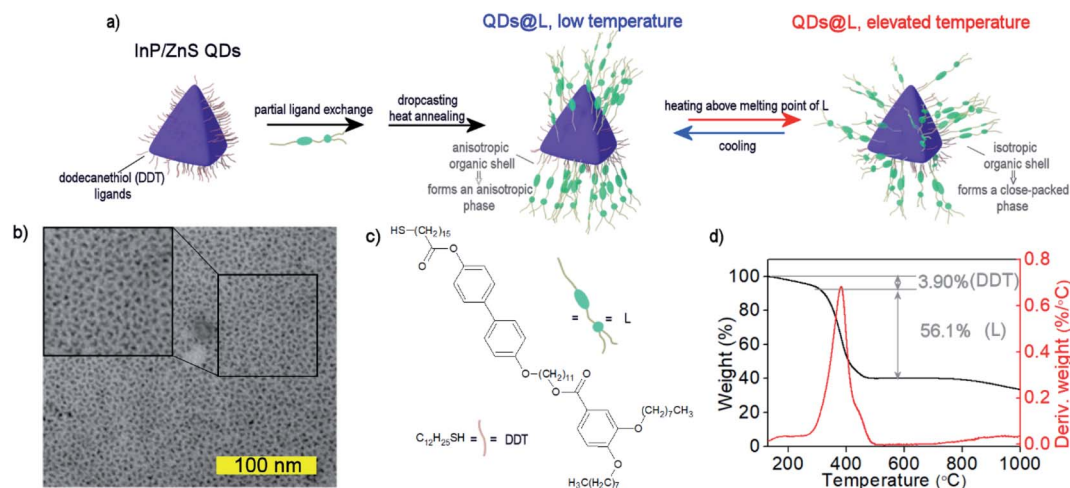 a)
InP/ZnS QDs
dodecanethiol (DDT)
ligands
partial ligand exchange
dropcasting
heat annealing
QDs@L, low temperature
anisotropic
organic shell
⇓
forms an anisotropic
phase
heating above melting point of L
cooling
QDs@L, elevated temperature
isotropic
organic shell
⇓
forms a close-packed
phase
b)
100 nm
c)
HS-(CH2)15
O
O
O
(CH2)11
O
O
O-(CH2)7CH3
O
H3C(H2C)7
= L
C12H25SH = = DDT
d)
Weight (%)
100
80
60
40
20
0
3.90%(DDT)
56.1% (L)
0.8
0.6
0.4
0.2
0.0
Deriv. weight (%/°C)
200 400 600 800 1000
Temperature (°C)